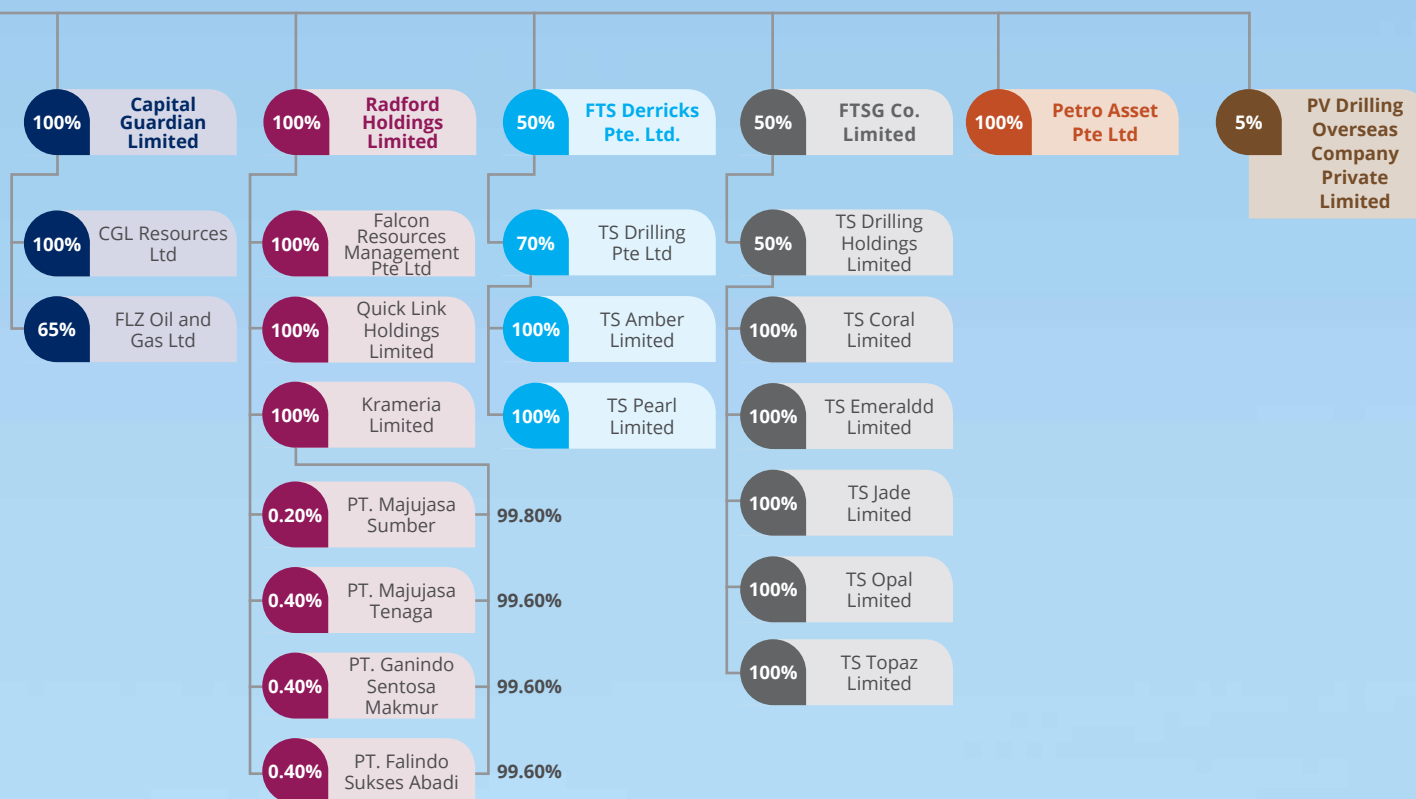 100%
Capital
Guardian
Limited
100%
CGL Resources
Ltd
65%
FLZ Oil and
Gas Ltd
100%
Radford
Holdings
Limited
100%
Falcon
Resources
Management
Pte Ltd
100%
Quick Link
Holdings
Limited
100%
Krameria
Limited
0.20%
PT. Majujasa
Sumber
99.80%
0.40%
PT. Majujasa
Tenaga
99.60%
0.40%
PT. Ganindo
Sentosa
Makmur
99.60%
0.40%
PT. Falindo
Sukses Abadi
99.60%
50%
FTS Derricks
Pte. Ltd.
70%
TS Drilling
Pte Ltd
100%
TS Amber
Limited
100%
TS Pearl
Limited
50%
FTSG Co.
Limited
50%
TS Drilling
Holdings
Limited
100%
TS Coral
Limited
100%
TS Emeraldd
Limited
100%
TS Jade
Limited
100%
TS Opal
Limited
100%
TS Topaz
Limited
100%
Petro Asset
Pte Ltd
5%
PV Drilling
Overseas
Company
Private
Limited